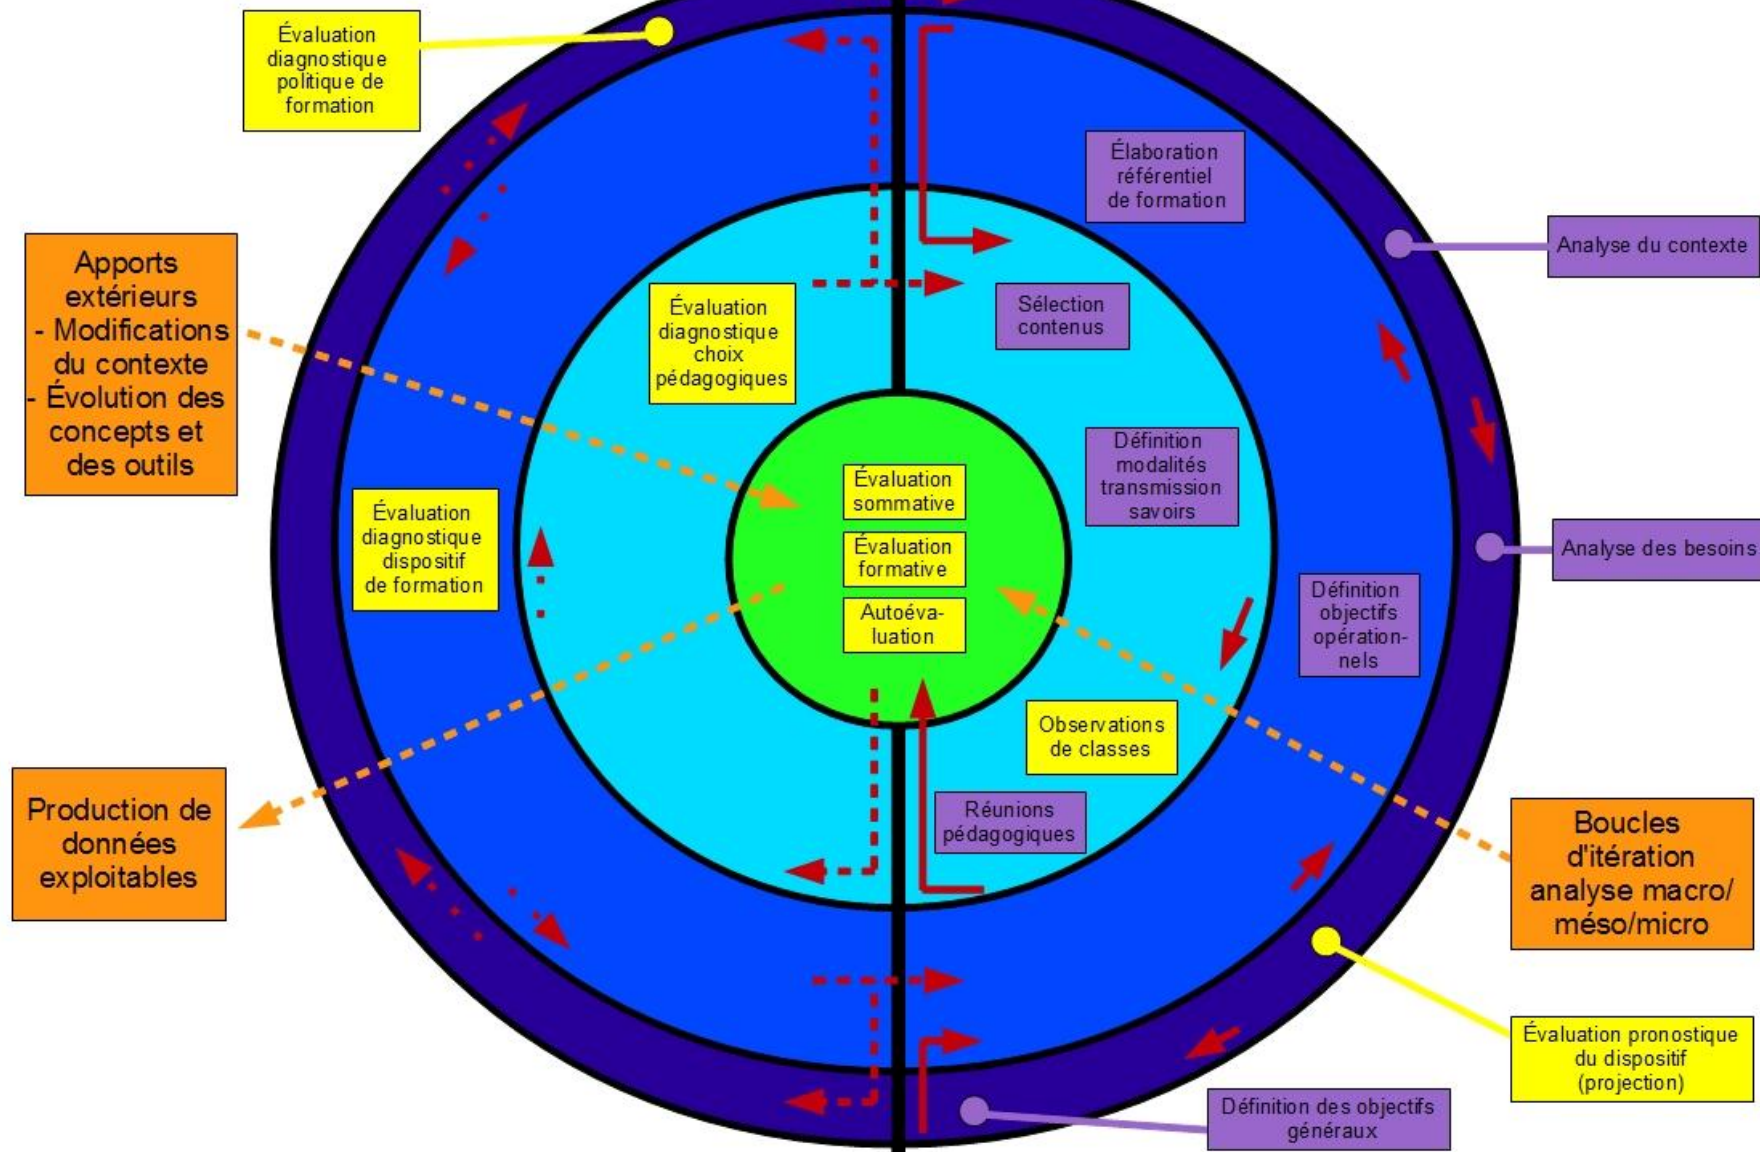 Évaluation
diagnostique
politique de
formation
Élaboration
référentiel
de formation
Analyse du contexte
Apports
extérieurs
- Modifications
du contexte
- Évolution des
concepts et
des outils
Évaluation
diagnostique
choix
pédagogiques
Sélection
contenus
Définition
modalités
transmission
savoirs
Évaluation
sommative
Évaluation
formative
Autoéva-
luation
Évaluation
diagnostique
dispositif
de formation
Analyse des besoins
Définition
objectifs
opération-
nels
Observations
de classes
Réunions
pédagogiques
Production de
données
exploitables
Boucles
d'itération
analyse macro/
méso/micro
Évaluation pronostique
du dispositif
(projection)
Définition des objectifs
généraux